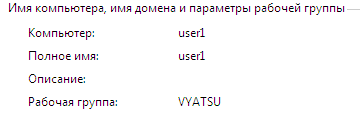 Имя компьютера, имя домена и параметры рабочей группы
Компьютер: user1
Полное имя: user1
Описание:
Рабочая группа: VYATSU